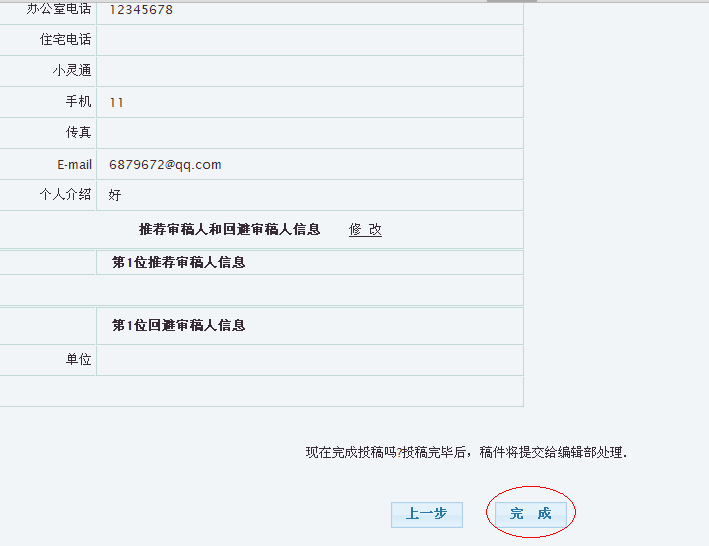 办公室电话 12345678
住宅电话
小灵通
手机 11
传真
E-mail 6879672@qq.com
个人介绍 好
推荐审稿人和回避审稿人信息 修 改
第1位推荐审稿人信息
第1位回避审稿人信息
单位
现在完成投稿吗?投稿完毕后，稿件将提交给编辑部处理.
上一步 完 成